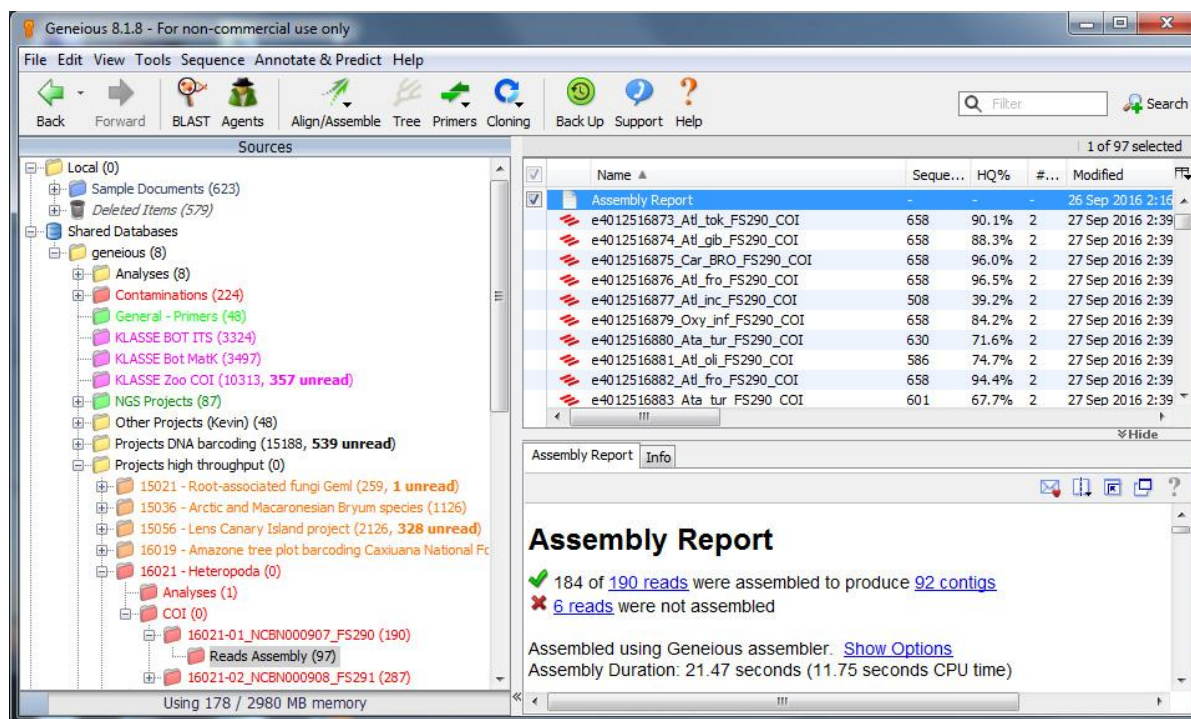 Geneious 8.1.8 - For non-commercial use only
File Edit View Tools Sequence Annotate & Predict Help
Back Forward BLAST Agents Align/Assemble Tree Primers Cloning Back Up Support Help Filter Search
Sources
Local (0)
Sample Documents (623)
Deleted Items (579)
Shared Databases
geneious (8)
Analyses (8)
Contaminations (224)
General - Primers (48)
KLASSE BOT ITS (3324)
KLASSE Bot MatK (3497)
KLASSE Zoo COI (10313, 357 unread)
NGS Projects (87)
Other Projects (Kevin) (48)
Projects DNA barcoding (15188, 539 unread)
Projects high throughput (0)
15021 - Root-associated fungi Geml (259, 1 unread)
15036 - Arctic and Macaronesian Bryum species (1126)
15056 - Lens Canary Island project (2126, 328 unread)
16019 - Amazone tree plot barcoding Caxiuana National Fo
16021 - Heteropoda (0)
Analyses (1)
COI (0)
16021-01_NCBN000907_FS290 (190)
Reads Assembly (97)
16021-02_NCBN000908_FS291 (287)
Using 178 / 2980 MB memory
1 of 97 selected
Name Seque... HQ% #... Modified
Assembly Report - - - 26 Sep 2016 2:16
e4012516873_Atl_tok_FS290_COI 658 90.1% 2 27 Sep 2016 2:39
e4012516874_Atl_gib_FS290_COI 658 88.3% 2 27 Sep 2016 2:39
e4012516875_Car_BRO_FS290_COI 658 96.0% 2 27 Sep 2016 2:39
e4012516876_Atl_fro_FS290_COI 658 96.5% 2 27 Sep 2016 2:39
e4012516877_Atl_inc_FS290_COI 508 39.2% 2 27 Sep 2016 2:39
e4012516879_Oxy_inf_FS290_COI 658 84.2% 2 27 Sep 2016 2:39
e4012516880_Ata_tur_FS290_COI 630 71.6% 2 27 Sep 2016 2:39
e4012516881_Atl_oli_FS290_COI 586 74.7% 2 27 Sep 2016 2:39
e4012516882_Atl_fro_FS290_COI 658 94.4% 2 27 Sep 2016 2:39
e4012516883_Ata_tur_FS290_COI 601 67.7% 2 27 Sep 2016 2:39
Hide
Assembly Report Info
Assembly Report
184 of 190 reads were assembled to produce 92 contigs
6 reads were not assembled
Assembled using Geneious assembler. Show Options
Assembly Duration: 21.47 seconds (11.75 seconds CPU time)